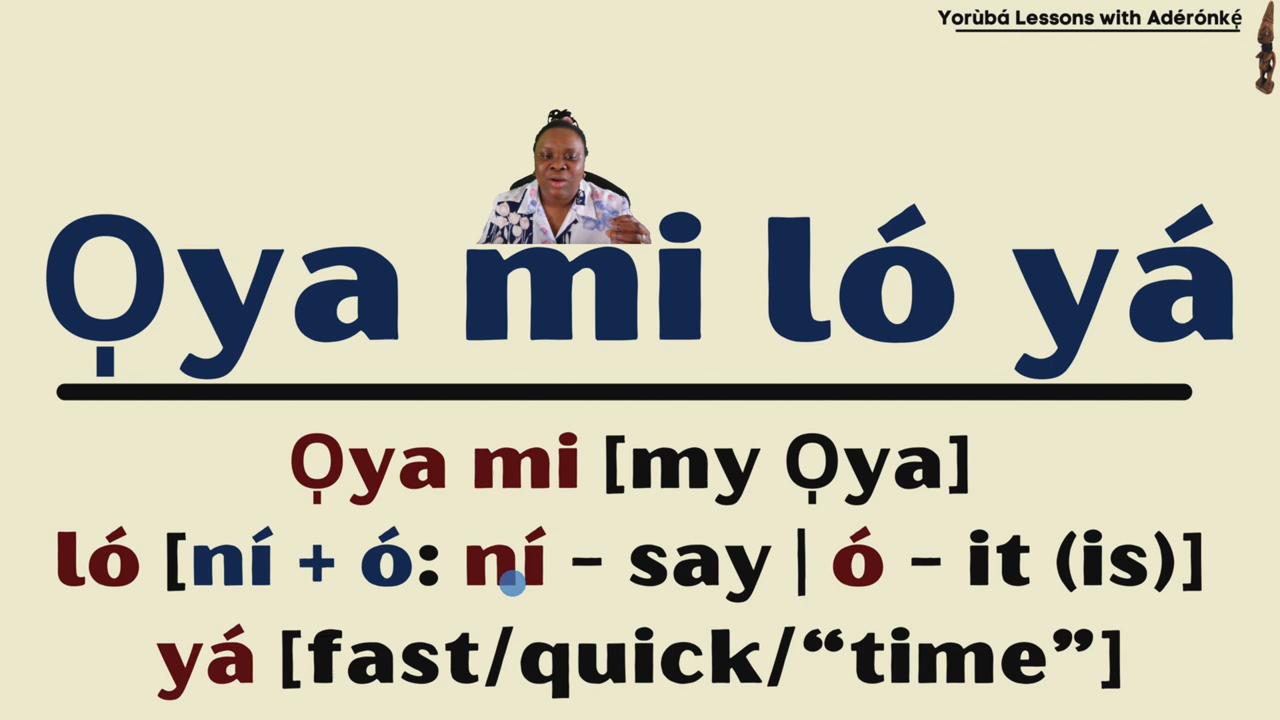 Yorùbá Lessons with Adérónkẹ́
Ọya mi ló yá
Ọya mi [my Ọya]
ló [ní + ó: ní - say | ó - it (is)]
yá [fast/quick/“time”]